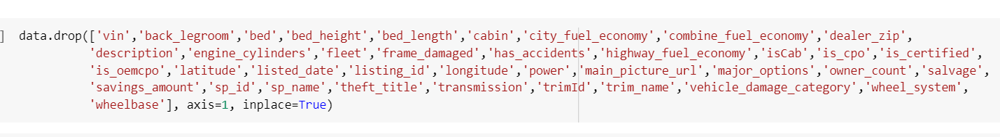 ] data.drop(['vin','back_legroom','bed','bed_height','bed_length','cabin','city_fuel_economy','combine_fuel_economy','dealer_zip',
'description','engine_cylinders','fleet','frame_damaged','has_accidents','highway_fuel_economy','isCab','is_cpo','is_certified',
'is_oemcpo','latitude','listed_date','listing_id','longitude','power','main_picture_url','major_options','owner_count','salvage',
'savings_amount','sp_id','sp_name','theft_title','transmission','trimId','trim_name','vehicle_damage_category','wheel_system',
'wheelbase'], axis=1, inplace=True)